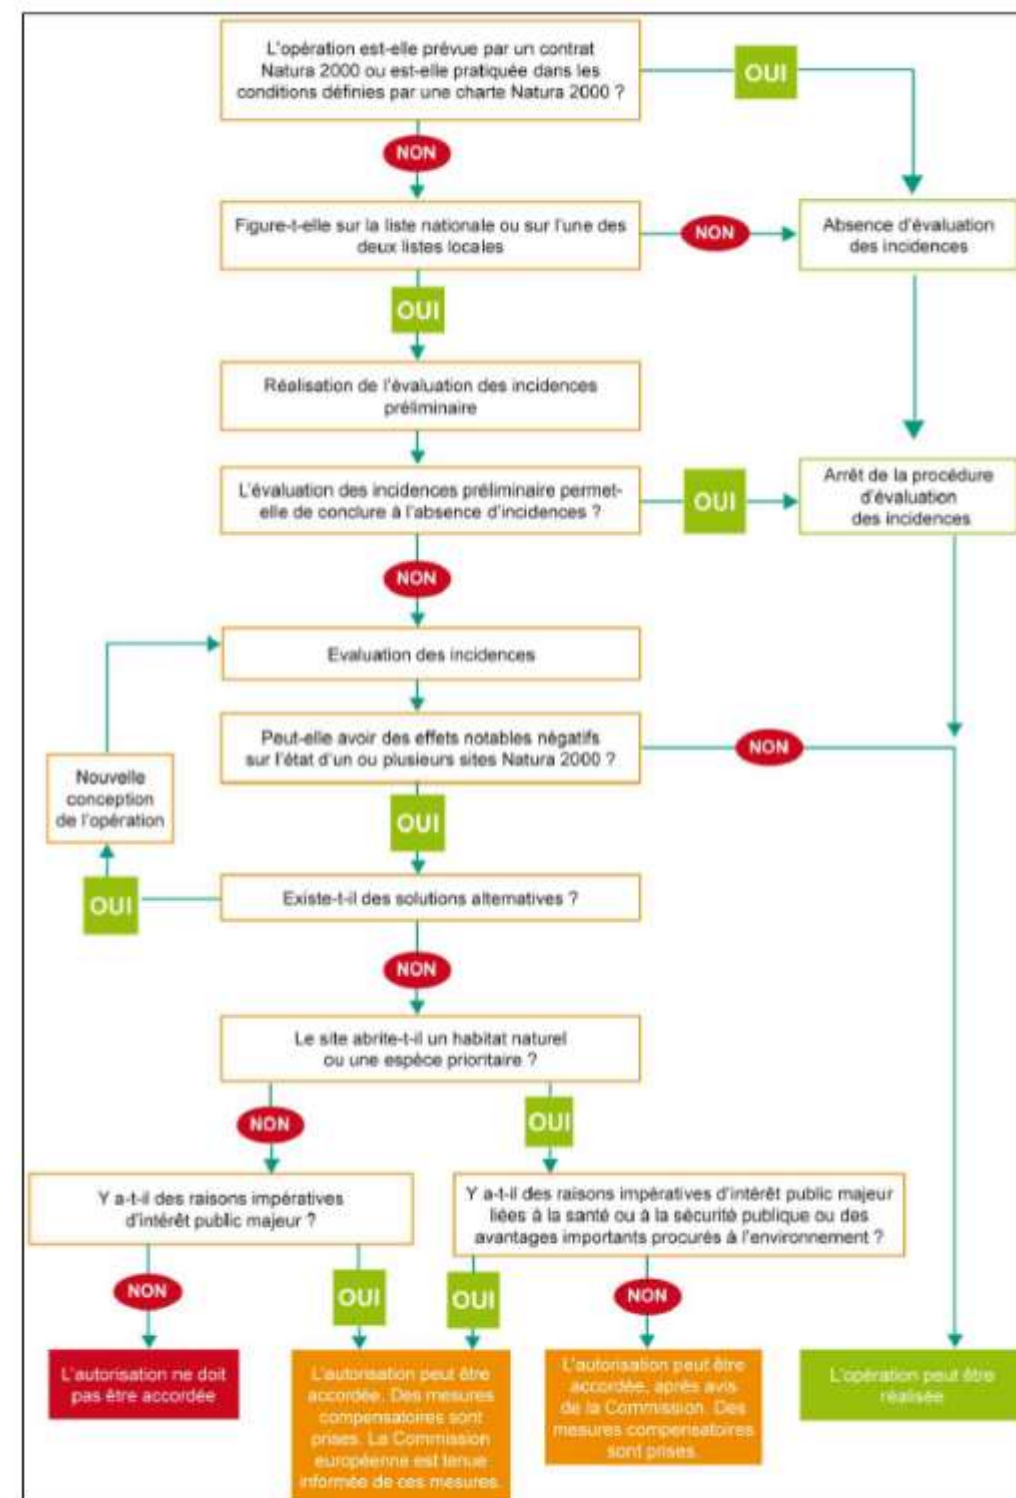 L'opération est-elle prévue par un contrat
Natura 2000 ou est-elle pratiquée dans les
conditions définies par une charte Natura 2000 ?
OUI
NON
Figure-t-elle sur la liste nationale ou sur l'une des
deux listes locales
NON
Absence d'évaluation
des incidences
OUI
Réalisation de l'évaluation des incidences
préliminaire
L'évaluation des incidences préliminaire permet-
elle de conclure à l'absence d'incidences ?
OUI
Arrêt de la procédure
d'évaluation
des incidences
NON
Evaluation des incidences
Peut-elle avoir des effets notables négatifs
sur l'état d'un ou plusieurs sites Natura 2000 ?
NON
Nouvelle
conception
de l'opération
OUI
OUI
Existe-t-il des solutions alternatives ?
NON
Le site abrite-t-il un habitat naturel
ou une espèce prioritaire ?
NON
OUI
Y a-t-il des raisons impératives
d'intérêt public majeur ?
Y a-t-il des raisons impératives d'intérêt public majeur
liées à la santé ou à la sécurité publique ou des
avantages importants procurés à l'environnement ?
NON
OUI
OUI
NON
L'autorisation ne doit
pas être accordée
L'autorisation peut être
accordée. Des mesures
compensatoires sont
prises. La Commission
européenne est tenue
informée de ces mesures.
L'autorisation peut être
accordée, après avis
de la Commission. Des
mesures compensatoires
sont prises.
L'opération peut être
réalisée